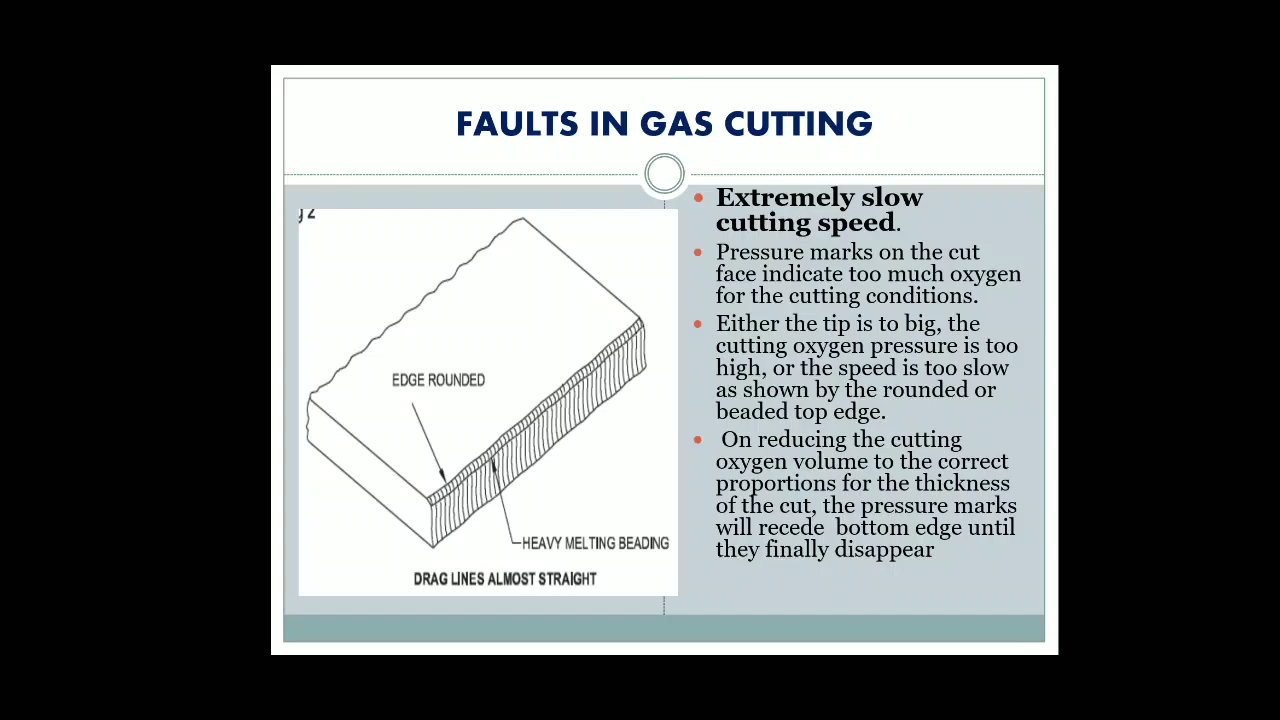 FAULTS IN GAS CUTTING
EDGE ROUNDED
HEAVY MELTING BEADING
DRAG LINES ALMOST STRAIGHT
Extremely slow
cutting speed.
Pressure marks on the cut
face indicate too much oxygen
for the cutting conditions.
Either the tip is to big, the
cutting oxygen pressure is too
high, or the speed is too slow
as shown by the rounded or
beaded top edge.
On reducing the cutting
oxygen volume to the correct
proportions for the thickness
of the cut, the pressure marks
will recede bottom edge until
they finally disappear